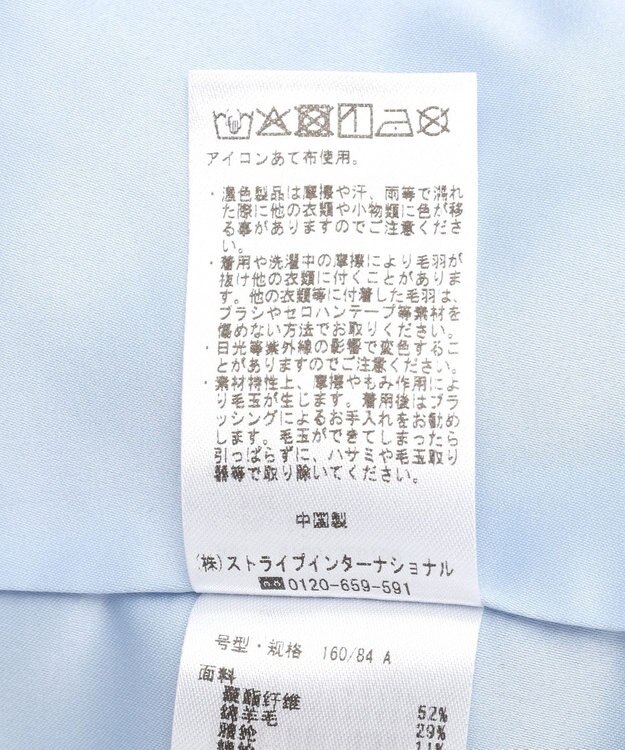 アイロンあて布使用。
・濃色製品は摩擦や汗、雨等で濡れ
た際に他の衣類や小物類に色が移
る事がありますのでご注意くださ
い。
・着用や洗濯中の摩擦により毛羽が
抜け他の衣類に付くことがありま
す。他の衣類等に付着した毛羽は、
ブラシやセロハンテープ等素材を
傷めない方法でお取りください。
・日光等紫外線の影響で変色するこ
とがありますのでご注意ください。
・素材特性上、摩擦やもみ作用によ
り毛玉が生じます。着用後はブラ
ッシングによるお手入れをお勧め
します。毛玉ができてしまったら
引っぱらずに、ハサミや毛玉取り
器等で取り除いてください。
中国製
(株)ストライプインターナショナル
0120-659-591
号型・规格 160/84 A
面料
聚酯纤维
绵羊毛 52%
腈纶 29%
11%